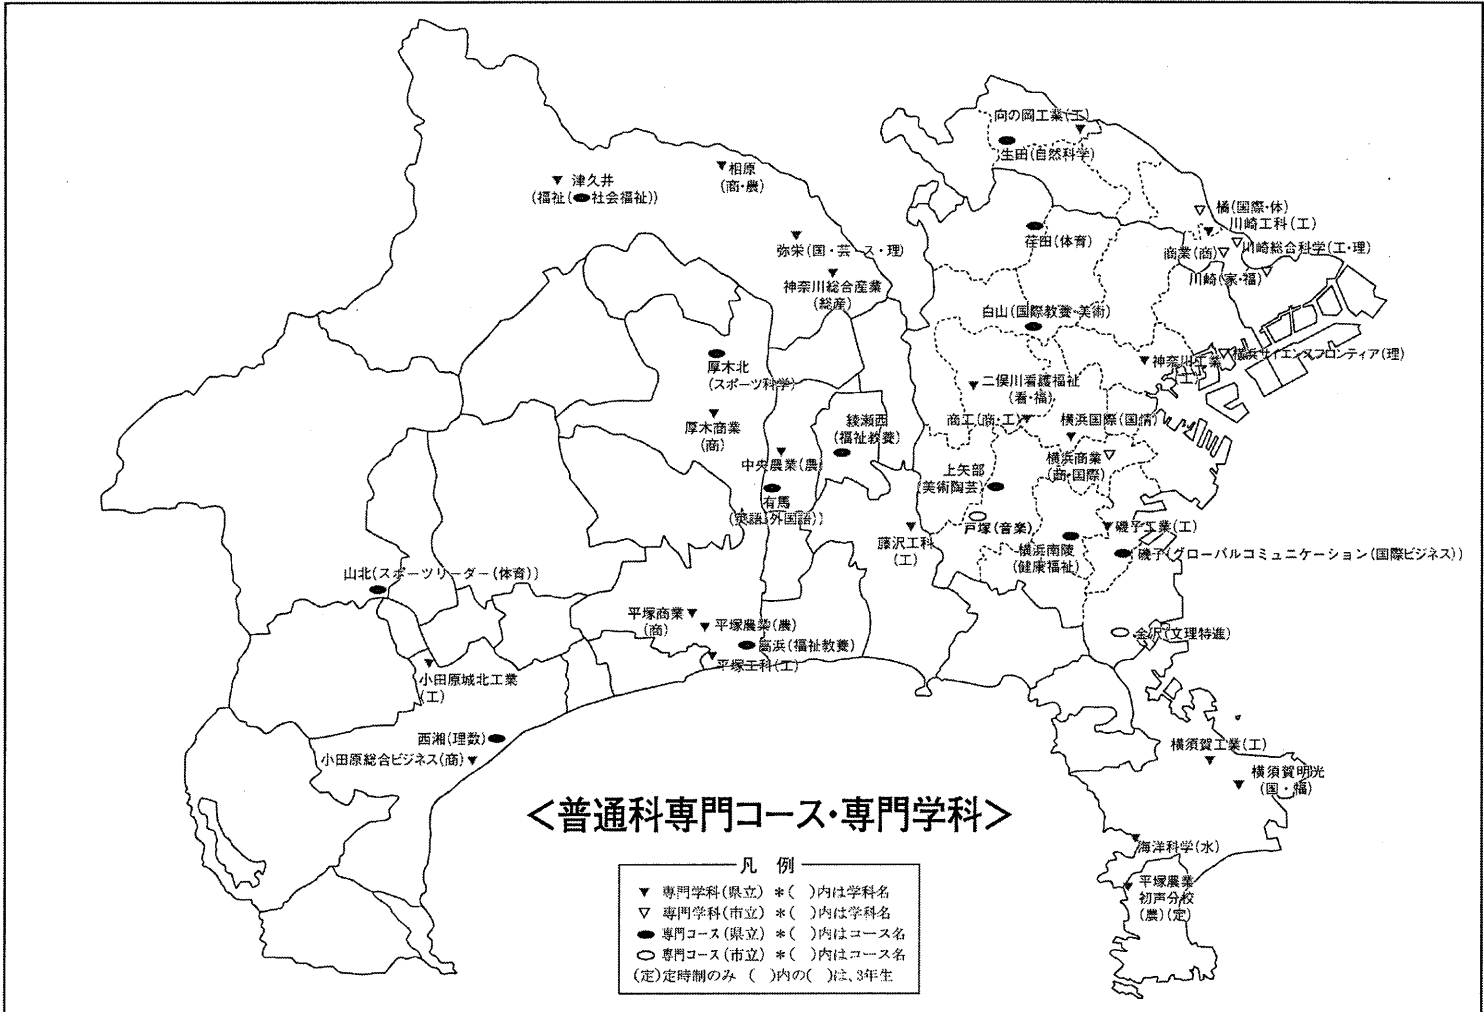 向の岡工業(工)
生田(自然科学)
相原
(商・農)
津久井
(福祉(社会福祉))
橘(国際・体)
川崎工科(工)
荏田(体育)
弥栄(国・芸・ス・理)
商業(商)
川崎総合科学(工・理)
川崎(家・福)
神奈川総合産業
(総産)
白山(国際教養・美術)
厚木北
(スポーツ科学)
神奈川工業
(工)
横浜サイエンスフロンティア(理)
二俣川看護福祉
(看・福)
厚木商業
(商)
綾瀬西
(福祉教養)
商工(商・工)
横浜国際(国情)
中央農業(農)
横浜商業
(商・国際)
上矢部
(美術陶芸)
有馬
(英語(外国語))
戸塚(音楽)
磯子工業(工)
藤沢工科
(工)
横浜南陵
(健康福祉)
磯子(グローバルコミュニケーション(国際ビジネス))
山北(スポーツリーダー(体育))
平塚商業
(商)
平塚農業(農)
高浜(福祉教養)
平塚工科(工)
金沢(文理特進)
小田原城北工業
(工)
西湘(理数)
小田原総合ビジネス(商)
横須賀工業(工)
横須賀明光
(国・福)
海洋科学(水)
平塚農業
初声分校
(農)(定)
<普通科専門コース・専門学科>
凡 例
▼ 専門学科(県立) *( )内は学科名
▽ 専門学科(市立) *( )内は学科名
専門コース(県立) *( )内はコース名
専門コース(市立) *( )内はコース名
(定)定時制のみ ( )内の( )は、3年生